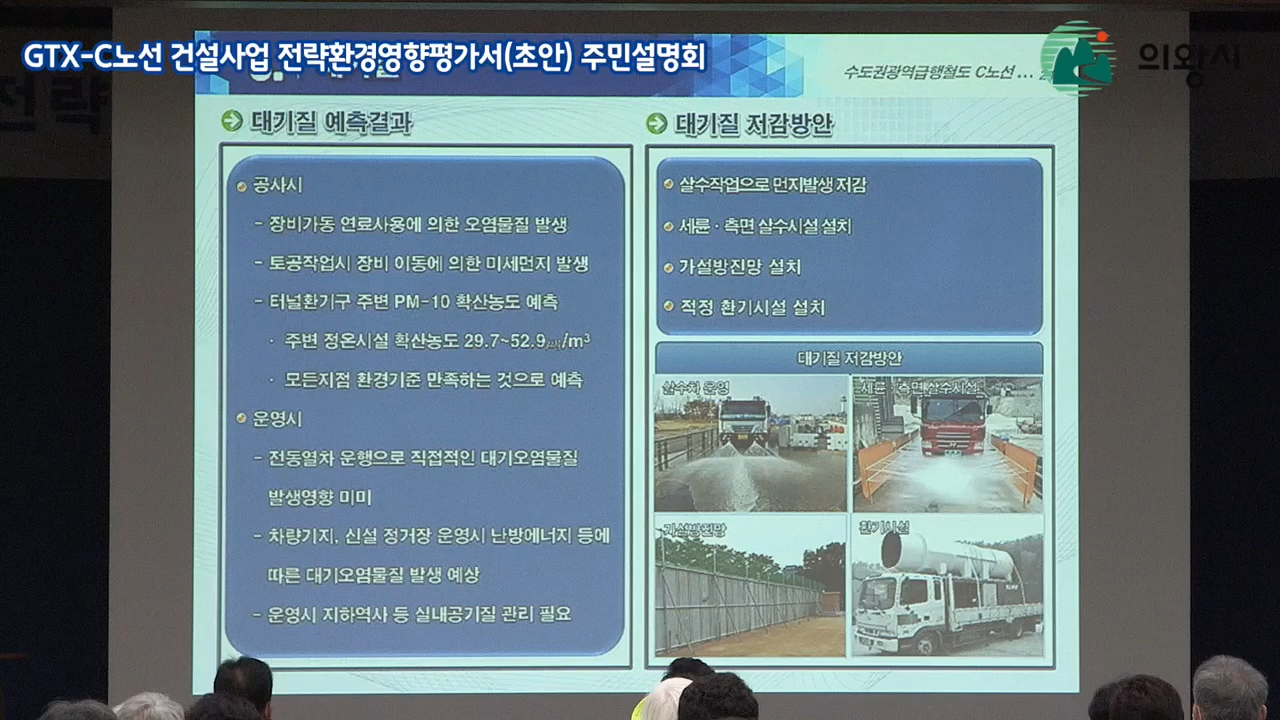 GTX-C노선 건설사업 전략환경영향평가서(초안) 주민설명회
의왕시
전략
수도권광역급행철도 C노선 ...
대기질 예측결과
공사시
- 장비가동 연료사용에 의한 오염물질 발생
- 토공작업시 장비 이동에 의한 미세먼지 발생
- 터널환기구 주변 PM-10 확산농도 예측
· 주변 정온시설 확산농도 29.7~52.9㎍/m³
· 모든지점 환경기준 만족하는 것으로 예측
운영시
- 전동열차 운행으로 직접적인 대기오염물질
발생영향 미미
- 차량기지, 신설 정거장 운영시 난방에너지 등에
따른 대기오염물질 발생 예상
- 운영시 지하역사 등 실내공기질 관리 필요
대기질 저감방안
살수작업으로 먼지발생 저감
세륜 · 측면 살수시설 설치
가설방진망 설치
적정 환기시설 설치
대기질 저감방안
살수차 운영
세륜 · 측면 살수시설
가설방진망
환기시설